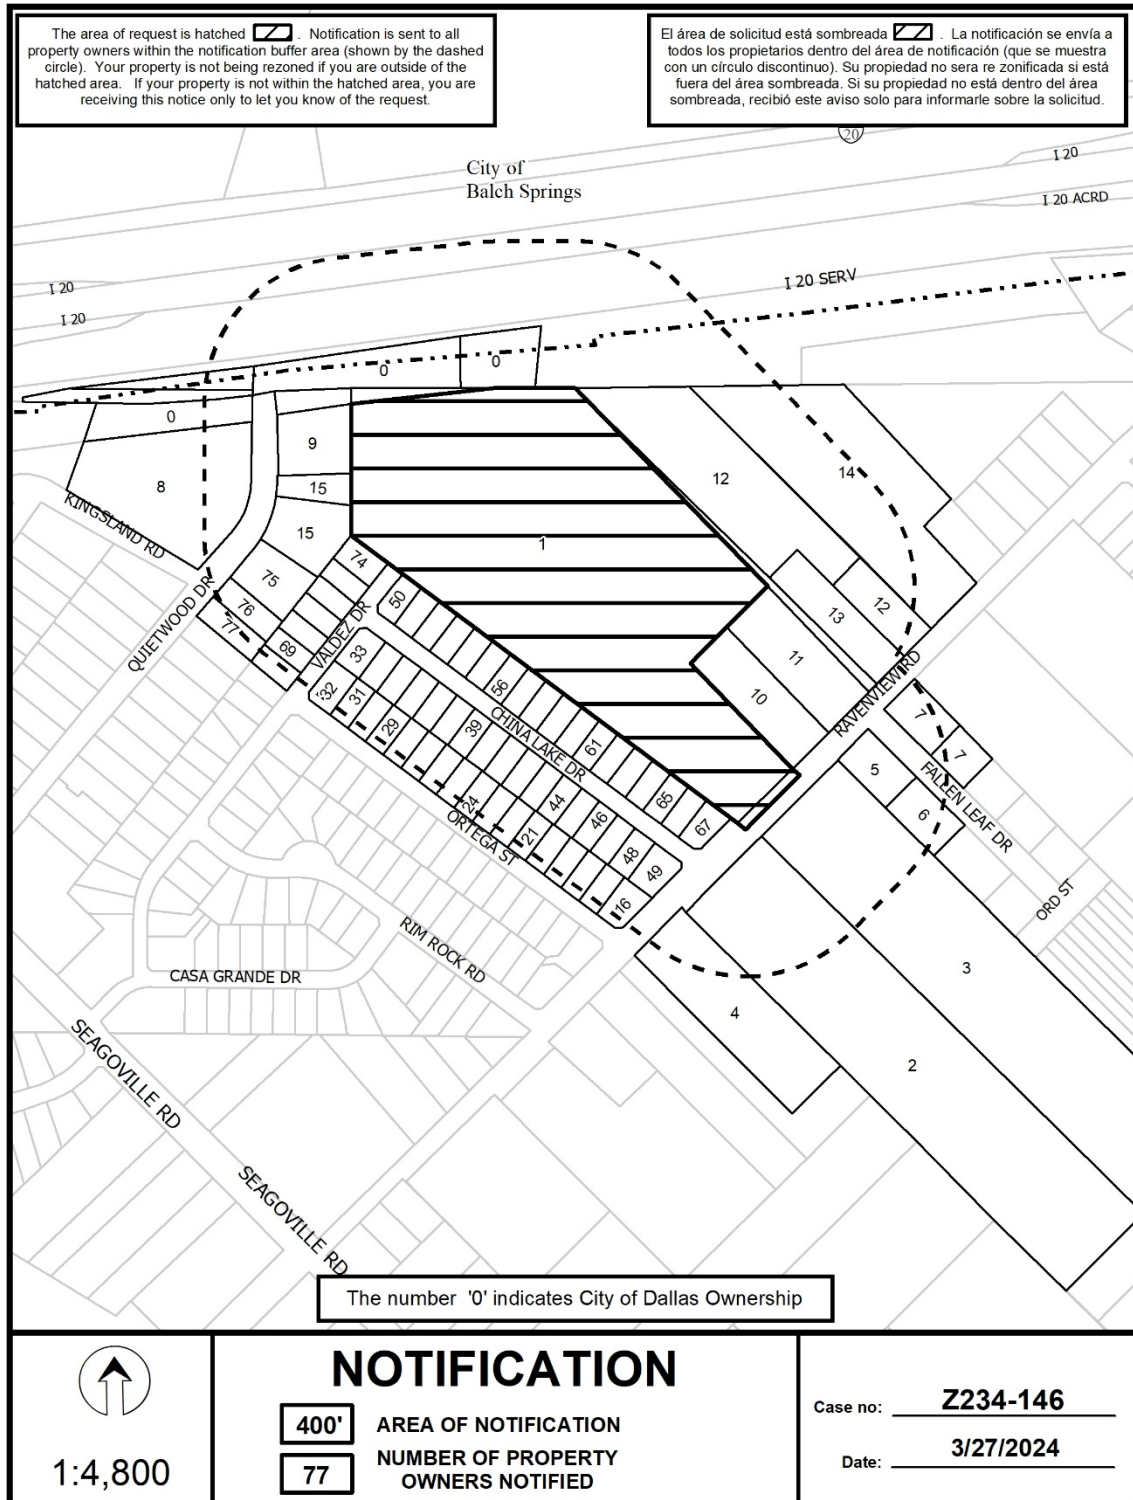 The area of request is hatched . Notification is sent to all
property owners within the notification buffer area (shown by the dashed
circle). Your property is not being rezoned if you are outside of the
hatched area. If your property is not within the hatched area, you are
receiving this notice only to let you know of the request.
El área de solicitud está sombreada . La notificación se envía a
todos los propietarios dentro del área de notificación (que se muestra
con un círculo discontinuo). Su propiedad no sera re zonificada si está
fuera del área sombreada. Si su propiedad no está dentro del área
sombreada, recibió este aviso solo para informarle sobre la solicitud.
20
I 20
City of
Balch Springs
I 20 ACRD
I 20 SERV
I 20
I 20
0
0
0
9
8
15
12
14
KINGSLAND RD
15
1
74
75
50
13
12
QUIETWOOD DR
76
77
VALDEZ DR
69
33
11
32
31
56
10
RAVENVIEW RD
29
39
CHINA LAKE DR
61
7
7
5
FALLEN LEAF DR
65
6
24
44
46
67
ORTEGA ST
21
48
49
16
ORD ST
RIM ROCK RD
CASA GRANDE DR
3
4
SEAGOVILLE RD
2
SEAGOVILLE RD
The number '0' indicates City of Dallas Ownership
1:4,800
NOTIFICATION
400' AREA OF NOTIFICATION
77 NUMBER OF PROPERTY
OWNERS NOTIFIED
Case no: Z234-146
Date: 3/27/2024